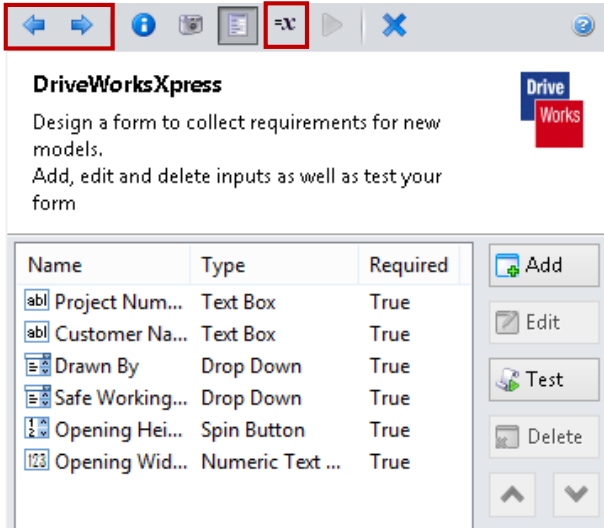 =x
DriveWorksXpress
Drive
Works
Design a form to collect requirements for new
models.
Add, edit and delete inputs as well as test your
form
Name Type Required
Add
abl Project Num... Text Box True
abl Customer Na... Text Box True
Edit
Drawn By Drop Down True
Safe Working... Drop Down True
Test
1 2 Opening Hei... Spin Button True
123 Opening Wid... Numeric Text ... True
Delete